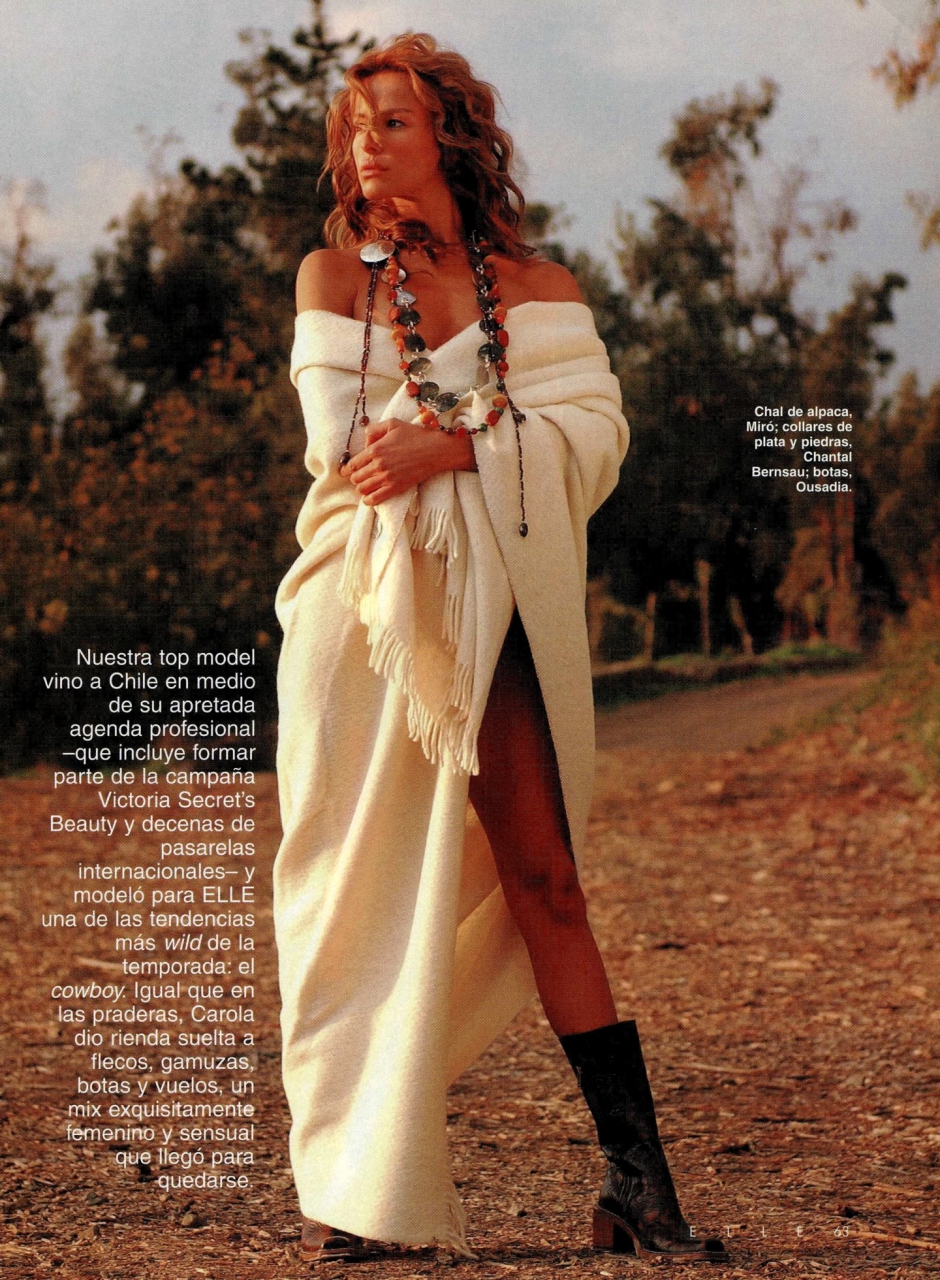 Chal de alpaca,
Miró; collares de
plata y piedras,
Chantal
Bernsau; botas,
Ousadia.
Nuestra top model
vino a Chile en medio
de su apretada
agenda profesional
–que incluye formar
parte de la campaña
Victoria Secret's
Beauty y decenas de
pasarelas
internacionales– y
modeló para ELLE
una de las tendencias
más wild de la
temporada: el
cowboy. Igual que en
las praderas, Carola
dio rienda suelta a
flecos, gamuzas,
botas y vuelos, un
mix exquisitamente
femenino y sensual
que llegó para
quedarse.
ELLE 63